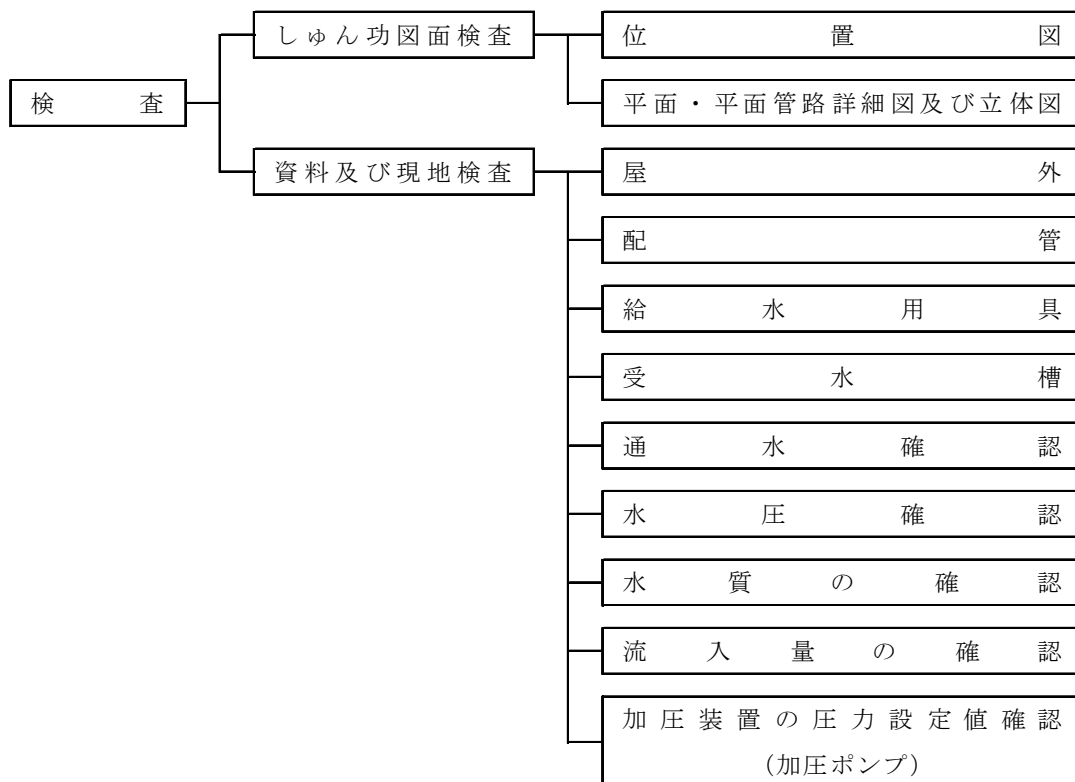 検査
しゅん功図面検査
位置図
平面・平面管路詳細図及び立体図
資料及び現地検査
屋外
配管
給水用具
受水槽
通水確認
水圧確認
水質の確認
流入量の確認
加圧装置の圧力設定値確認
(加圧ポンプ)